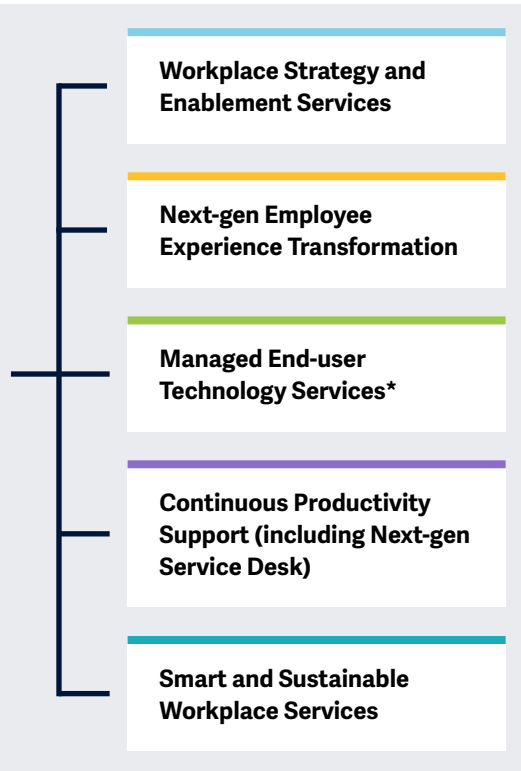 Workplace Strategy and
Enablement Services
Next-gen Employee
Experience Transformation
Managed End-user
Technology Services*
Continuous Productivity
Support (including Next-gen
Service Desk)
Smart and Sustainable
Workplace Services